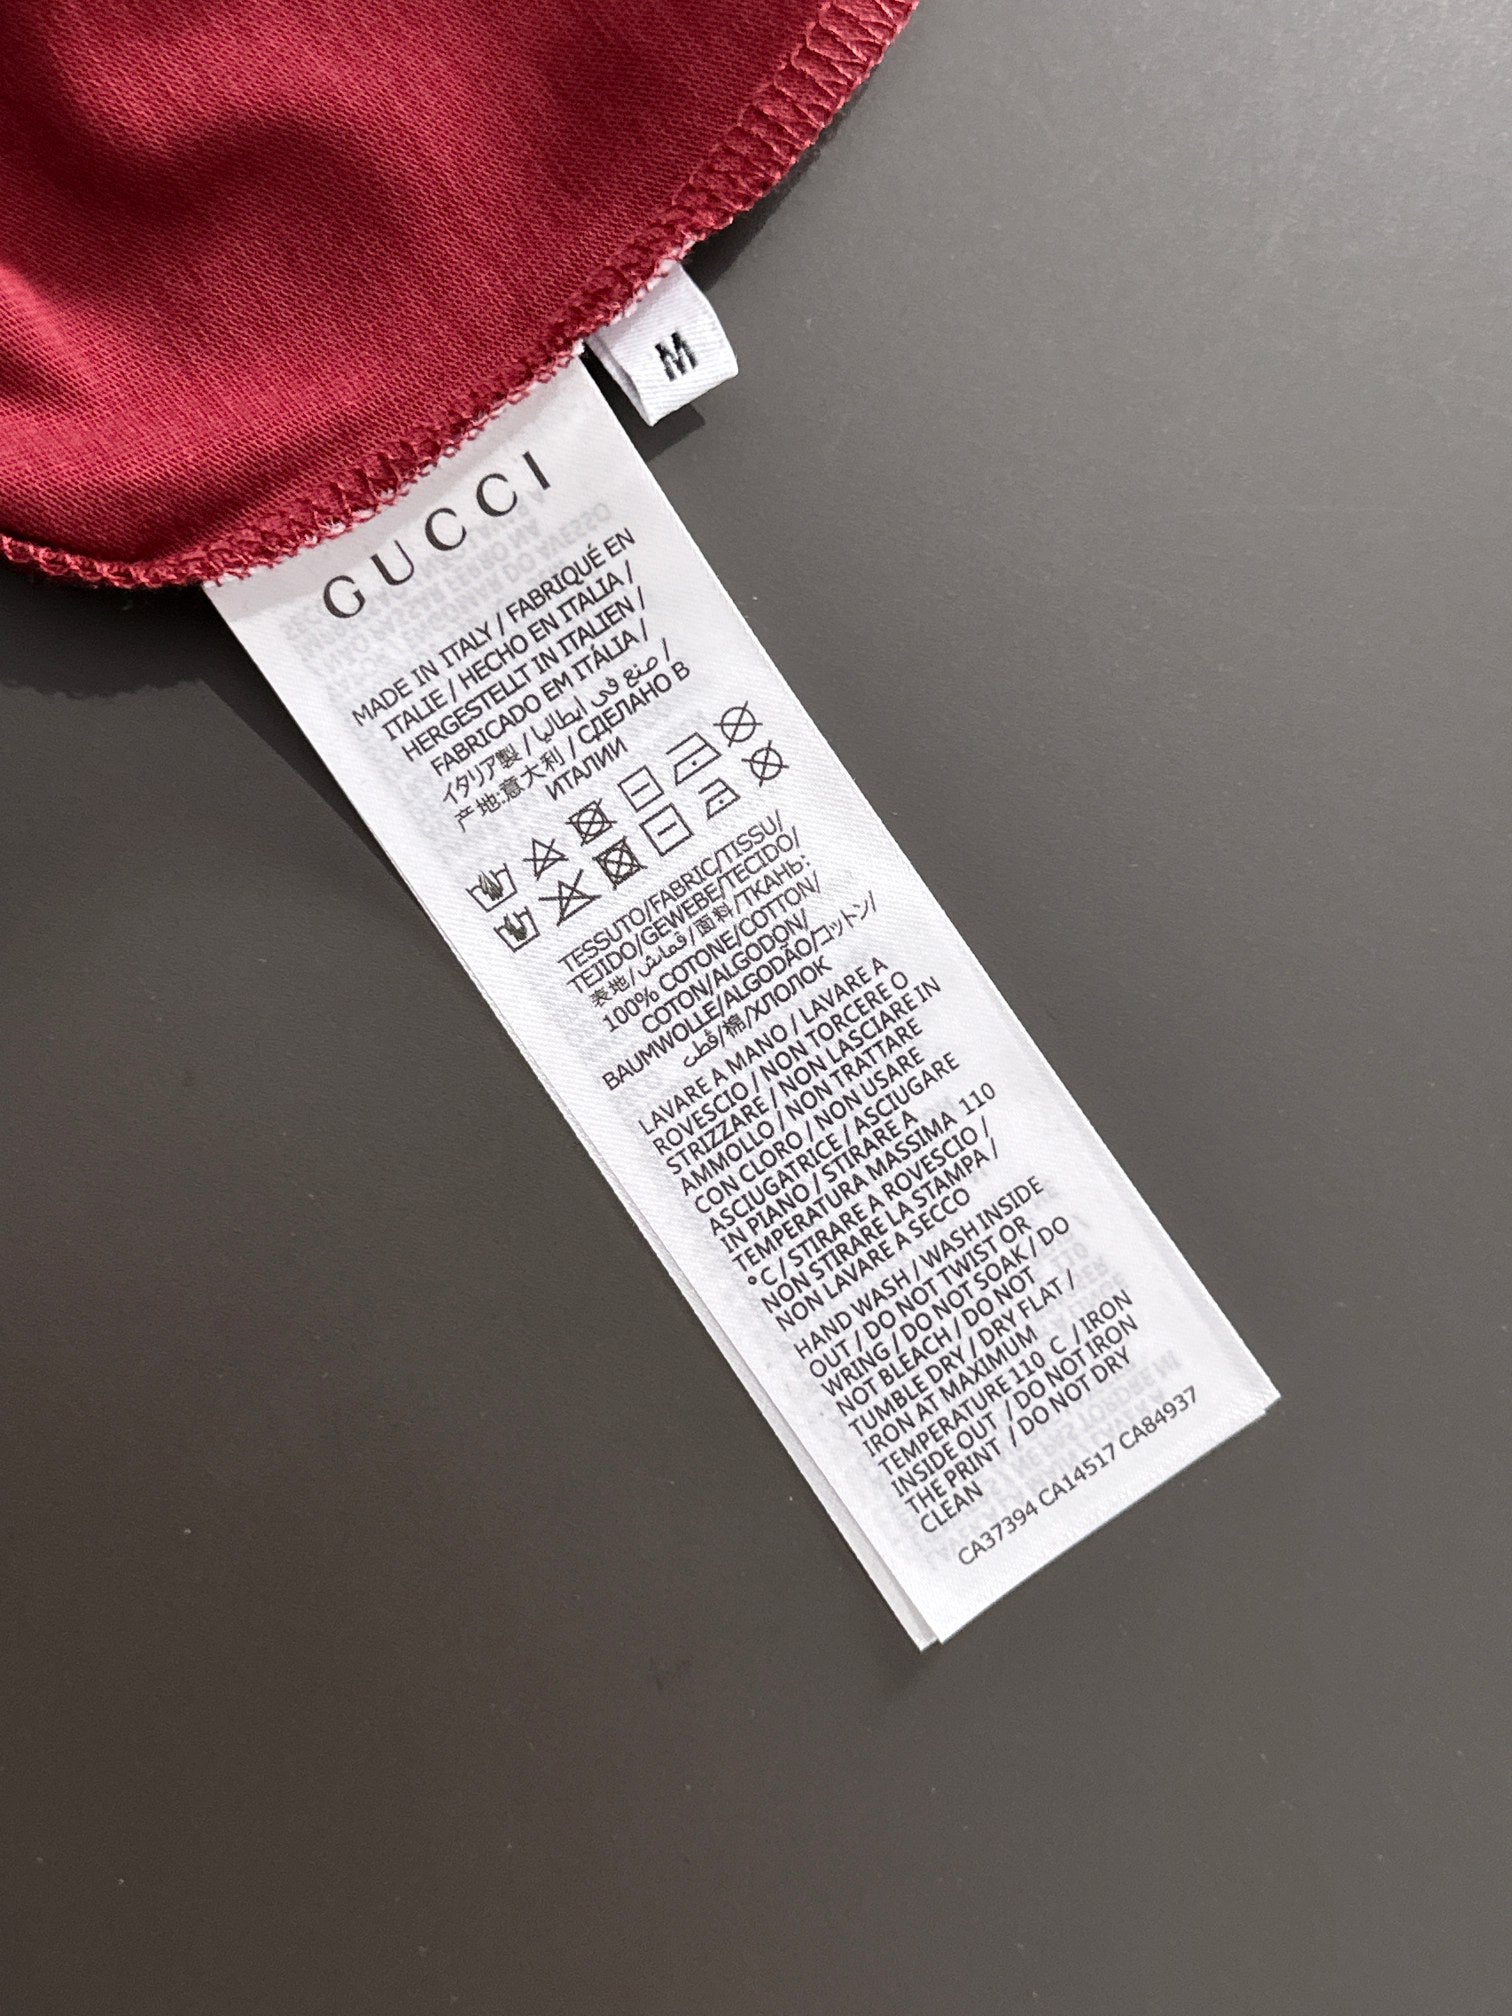 M
GUCCI
MADE IN ITALY / FABRIQUÉ EN
ITALIE / HECHO EN ITALIA /
HERGESTELLT IN ITALIEN /
FABRICADO EM ITÁLIA /
イタリア製 / صنع في ايطاليا /
产地:意大利 / СДЕЛАНО В
ИТАЛИИ
TESSUTO/FABRIC/TISSU/
TEJIDO/GEWEBE/TECIDO/
表地/قماش/面料/ТКАНЬ:
100% COTONE/COTTON/
COTON/ALGODON/
BAUMWOLLE/ALGODÃO/コットン/
قطن/棉/ХЛОПОК
LAVARE A MANO / LAVARE A
ROVESCIO / NON TORCERE O
STRIZZARE / NON LASCIARE IN
AMMOLLO / NON TRATTARE
CON CLORO / NON USARE
ASCIUGATRICE / ASCIUGARE
IN PIANO / STIRARE A
TEMPERATURA MASSIMA 110
°C / STIRARE A ROVESCIO /
NON STIRARE LA STAMPA /
NON LAVARE A SECCO
HAND WASH / WASH INSIDE
OUT / DO NOT TWIST OR
WRING / DO NOT SOAK / DO
NOT BLEACH / DO NOT
TUMBLE DRY / DRY FLAT /
IRON AT MAXIMUM
TEMPERATURE 110 C / IRON
INSIDE OUT / DO NOT IRON
THE PRINT / DO NOT DRY
CLEAN
CA37394 CA14517 CA84937